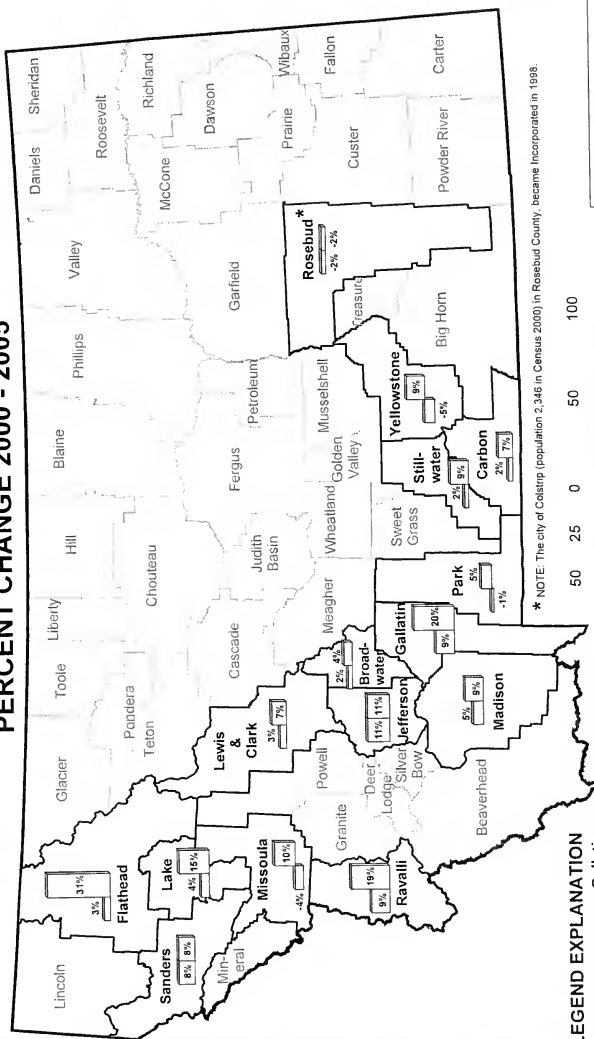 PERCENT CHANGE 2000 - 2005
Lincoln
Glacier
Toole
Liberty
Hill
Blaine
Phillips
Valley
Daniels
Sheridan
Roosevelt
Richland
McCone
Dawson
Wibaux
Prairie
Fallon
Custer
Carter
Powder River
Garfield
Petroleum
Fergus
Chouteau
Judith
Basin
Cascade
Pondera
Teton
Flathead
3%
31%
Lake
4%
15%
Sanders
8%
8%
Min-
eral
Missoula
-4%
10%
Ravalli
9%
19%
Lewis
&
Clark
3%
7%
Powell
Granite
Deer
Lodge
Silver
Bow
Beaverhead
Jefferson
11%
11%
Broad-
water
2%
4%
Meagher
Wheatland
Golden
Valley
Musselshell
Sweet
Grass
Gallatin
9%
20%
Madison
5%
9%
Park
-1%
5%
Still-
water
2%
9%
Carbon
2%
7%
Yellowstone
-5%
9%
Treasure
Big Horn
Rosebud*
-2%
-2%
* NOTE: The city of Colstrip (population 2,346 in Census 2000) in Rosebud County, became Incorporated in 1998.
50 25 0 50 100
LEGEND EXPLANATION